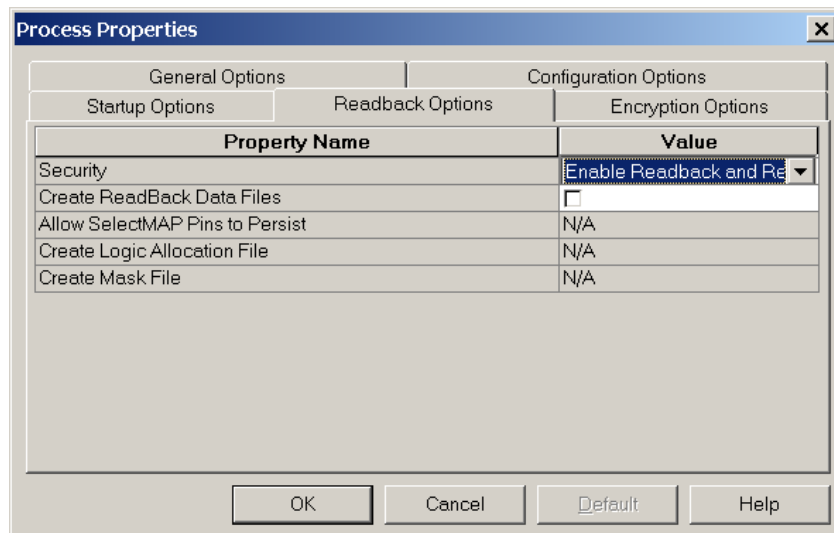 Process Properties
General Options Configuration Options
Startup Options Readback Options Encryption Options
Property Name Value
Security Enable Readback and Re
Create ReadBack Data Files
Allow SelectMAP Pins to Persist N/A
Create Logic Allocation File N/A
Create Mask File N/A
OK Cancel Default Help